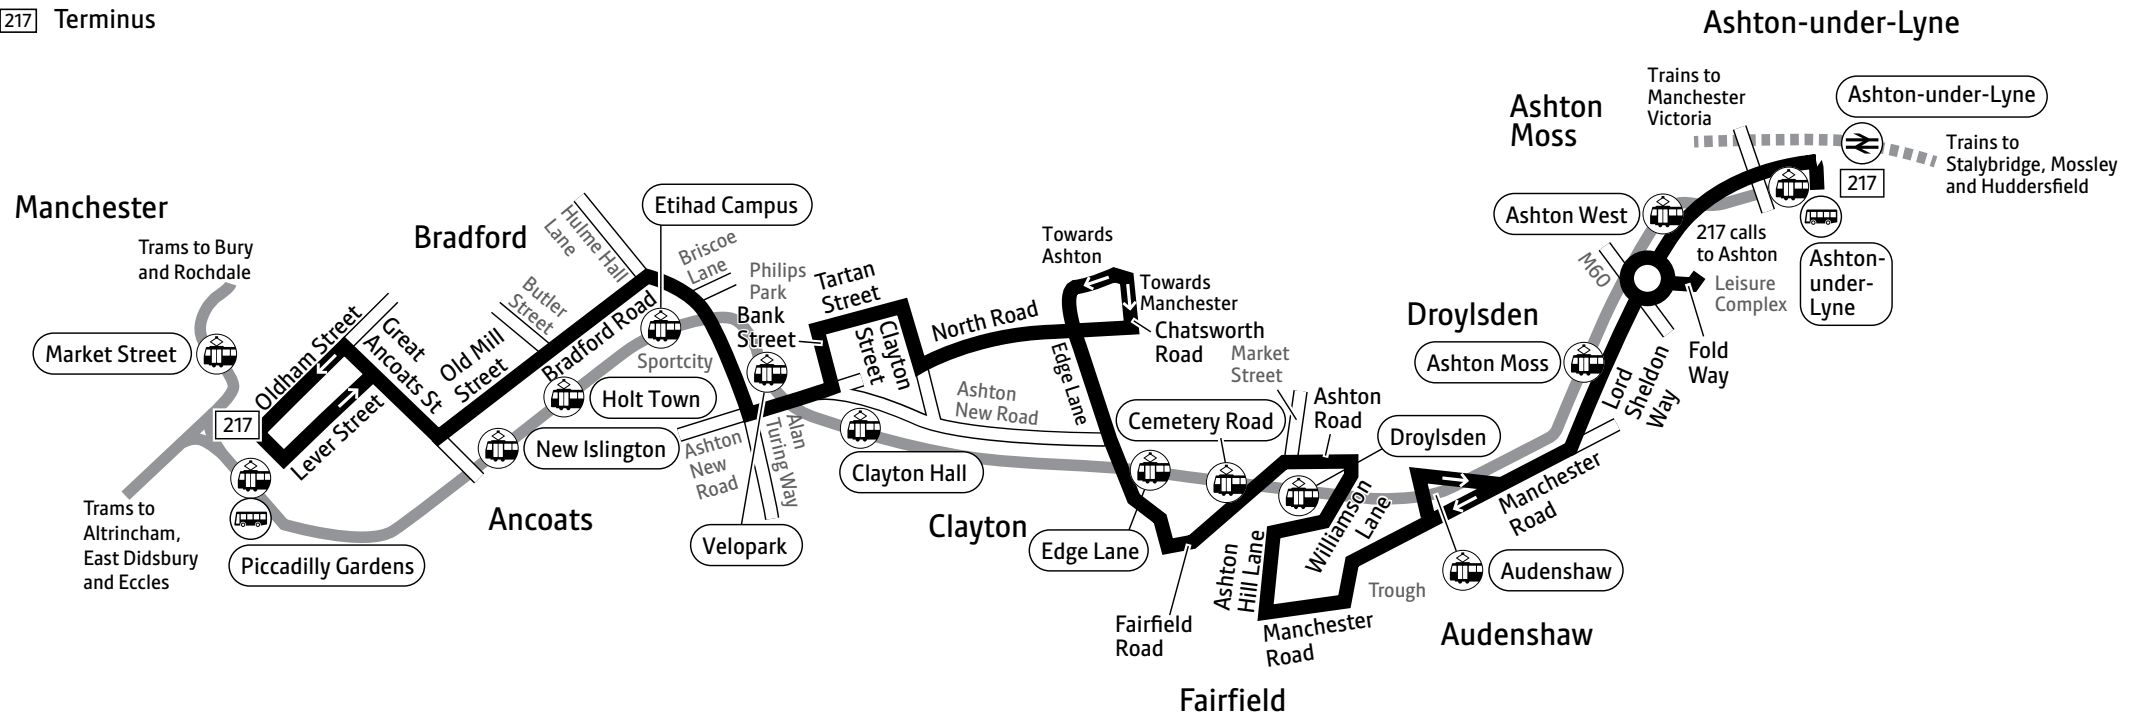 217 Terminus
Ashton-under-Lyne
Trains to
Manchester
Victoria
Ashton-under-Lyne
Ashton
Moss
Trains to
Stalybridge, Mossley
and Huddersfield
217
Manchester
Trams to Bury
and Rochdale
Bradford
Hulme Hall
Lane
Etihad Campus
Briscoe
Lane
Philips
Park
Bank
Street
Tartan
Street
Towards
Ashton
Towards
Manchester
Ashton West
217 calls
to Ashton
Leisure
Complex
Ashton-
under-
Lyne
M60
Butler
Street
Market Street
Oldham Street
Great
Ancoats St
Old Mill
Street
Bradford Road
Sportcity
Clayton
Street
North Road
Chatsworth
Road
Droylsden
Ashton Moss
Fold
Way
Lord
Sheldon
Way
Market
Street
Edge Lane
Ashton
New Road
Ashton
Road
Holt Town
217
Lever Street
New Islington
Ashton
New
Road
Alan
Turing Way
Cemetery Road
Droylsden
Clayton Hall
Williamson
Lane
Manchester
Road
Trams to
Altrincham,
East Didsbury
and Eccles
Ancoats
Velopark
Clayton
Edge Lane
Piccadilly Gardens
Ashton
Hill Lane
Trough
Audenshaw
Fairfield
Road
Manchester
Road
Audenshaw
Fairfield